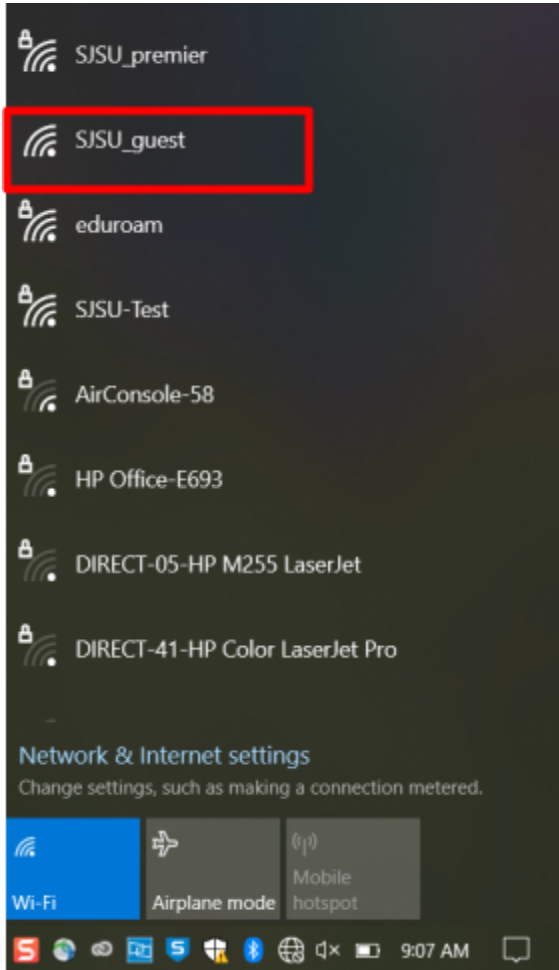 SJSU_premier
SJSU_guest
eduroam
SJSU-Test
AirConsole-58
HP Office-E693
DIRECT-05-HP M255 LaserJet
DIRECT-41-HP Color LaserJet Pro
Network & Internet settings
Change settings, such as making a connection metered.
Wi-Fi
Airplane mode
Mobile
hotspot
9:07 AM